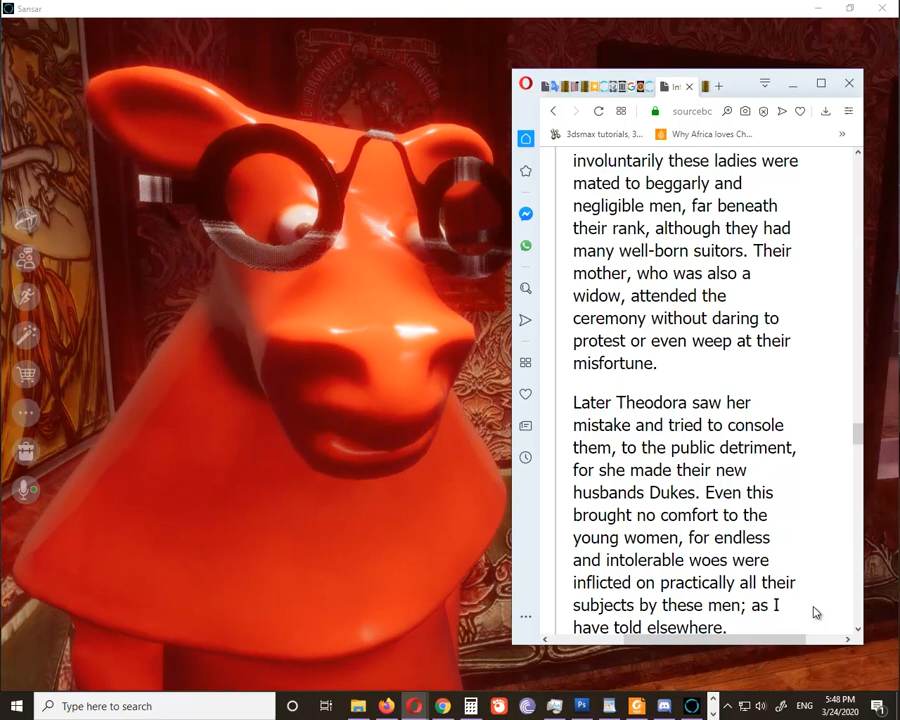 Sansar
In
sourcebc
3dsmax tutorials, 3...
Why Africa loves Ch...
involuntarily these ladies were
mated to beggarly and
negligible men, far beneath
their rank, although they had
many well-born suitors. Their
mother, who was also a
widow, attended the
ceremony without daring to
protest or even weep at their
misfortune.
Later Theodora saw her
mistake and tried to console
them, to the public detriment,
for she made their new
husbands Dukes. Even this
brought no comfort to the
young women, for endless
and intolerable woes were
inflicted on practically all their
subjects by these men; as I
have told elsewhere.
Type here to search
ENG
5:48 PM
3/24/2020